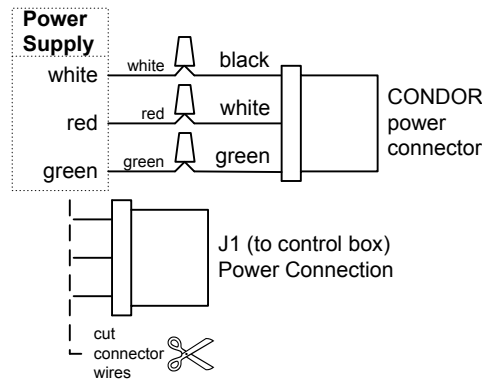 Power
Supply
white white black
red red white
green green green
CONDOR
power
connector
J1 (to control box)
Power Connection
cut
connector
wires